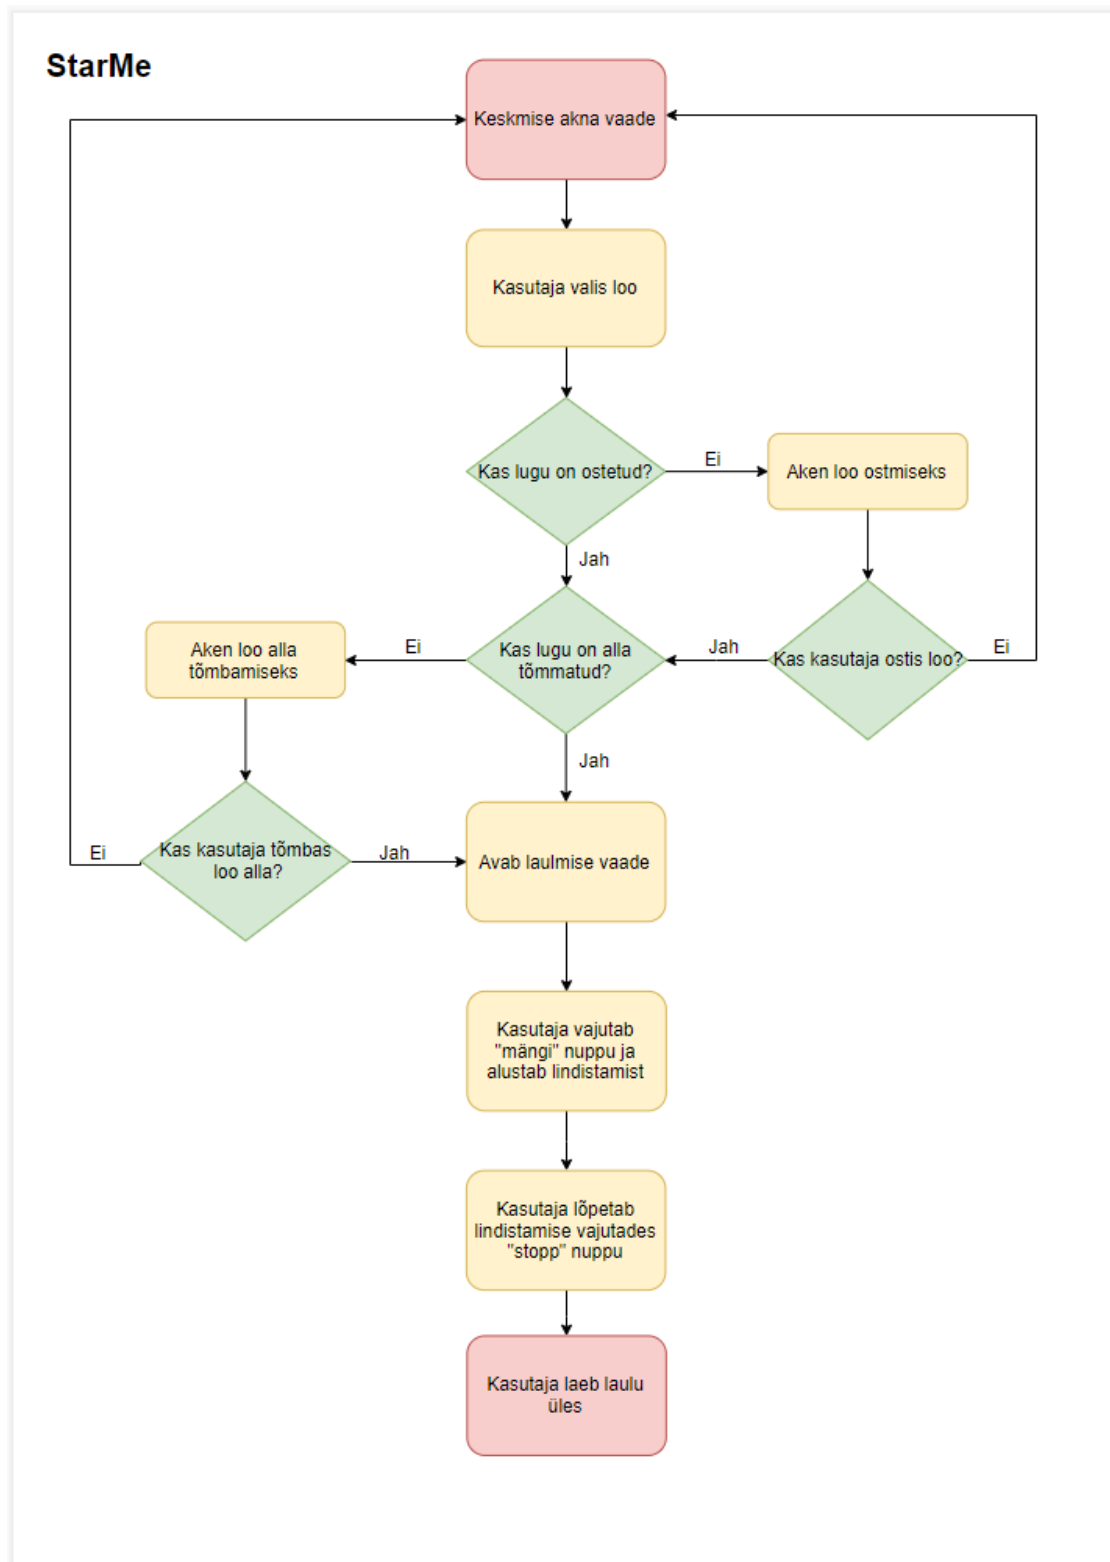 StarMe
Keskmise akna vaade
Kasutaja valis loo
Kas lugu on ostetud?
Ei
Aken loo ostmiseks
Jah
Aken loo alla
tõmbamiseks
Ei
Kas lugu on alla
tõmmatud?
Jah
Kas kasutaja ostis loo?
Ei
Jah
Ei
Kas kasutaja tõmbas
loo alla?
Jah
Avab laulmise vaade
Kasutaja vajutab
"mängi" nuppu ja
alustab lindistamist
Kasutaja lõpetab
lindistamise vajutades
"stopp" nuppu
Kasutaja laeb laulu
üles